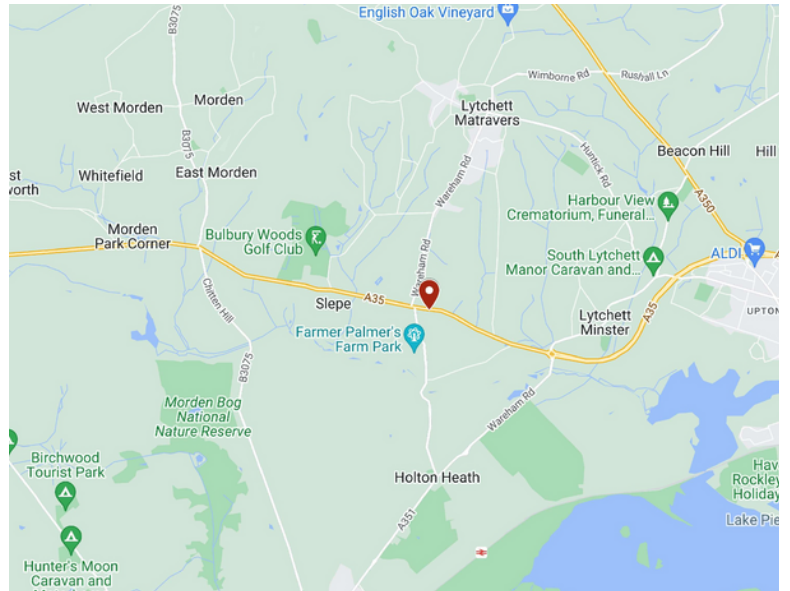 English Oak Vineyard
B3075
Wimborne Rd
Rushall Ln
West Morden
Morden
Lytchett
Matravers
B3075
Huntick Rd
Beacon Hill
Hill
st
worth
Whitefield
East Morden
Wareham Rd
A350
Harbour View
Crematorium, Funeral...
Morden
Park Corner
Bulbury Woods
Golf Club
Wareham Rd
South Lytchett
Manor Caravan and...
ALDI
A
Chitten Hill
Slepe
A35
A35
UPTON
Lytchett
Minster
Farmer Palmer's
Farm Park
B3075
Wareham Rd
Morden Bog
National
Nature Reserve
Birchwood
Tourist Park
Holton Heath
Hav
Rockley
Holiday
A351
Lake Pie
Hunter's Moon
Caravan and